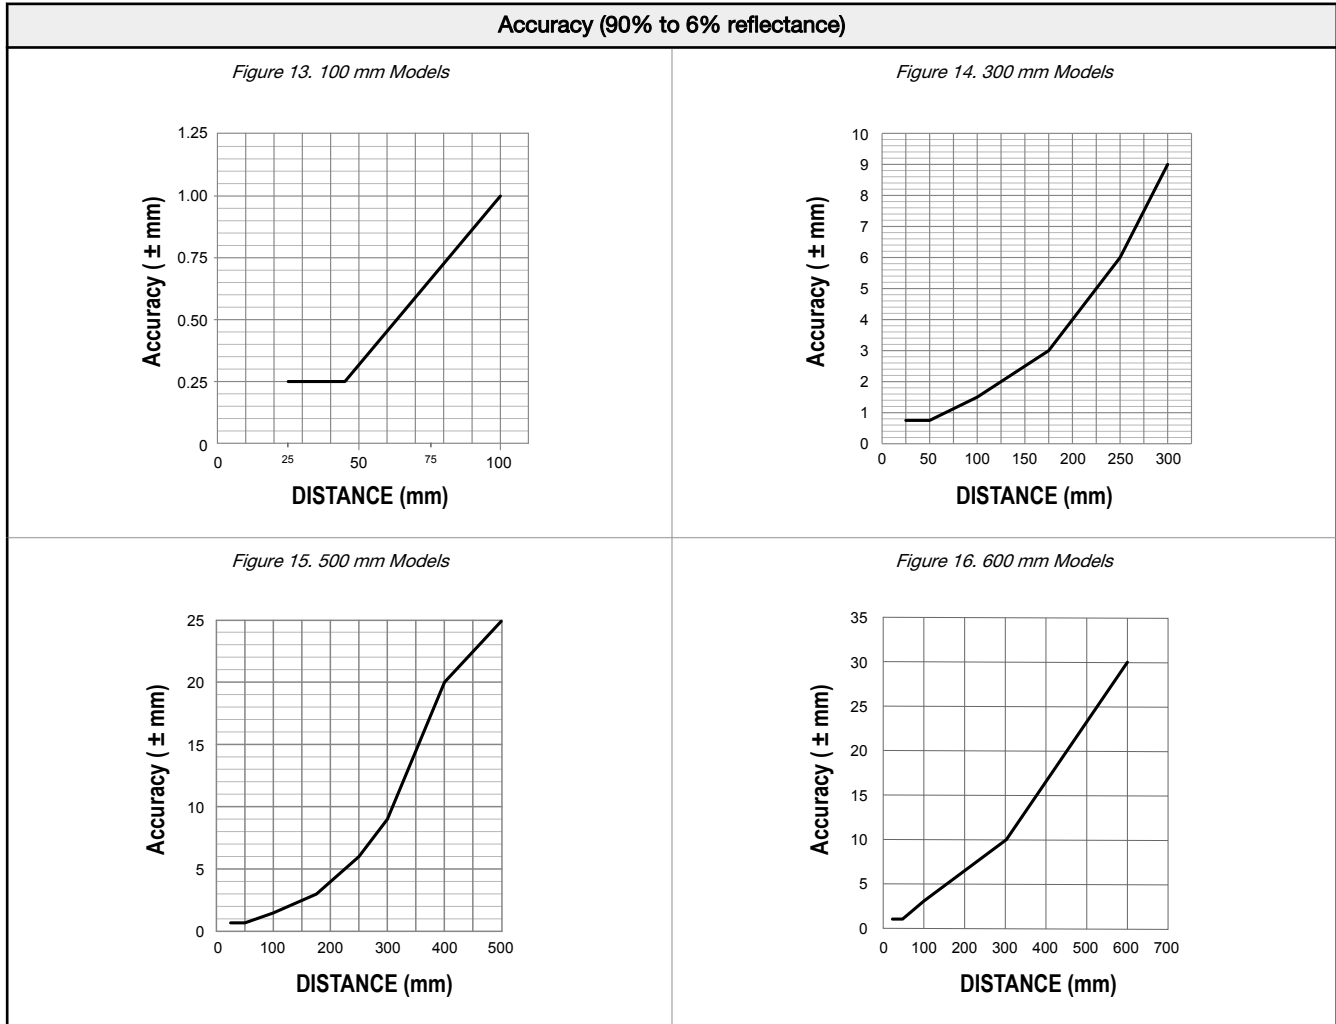 Accuracy (90% to 6% reflectance)
Figure 13. 100 mm Models
1.25
1.00
0.75
0.50
0.25
0
Accuracy ( ± mm)
0 25 50 75 100
DISTANCE (mm)
Figure 14. 300 mm Models
10
9
8
7
6
5
4
3
2
1
0
Accuracy ( ± mm)
0 50 100 150 200 250 300
DISTANCE (mm)
Figure 15. 500 mm Models
25
20
15
10
5
0
Accuracy ( ± mm)
0 100 200 300 400 500
DISTANCE (mm)
Figure 16. 600 mm Models
35
30
25
20
15
10
5
0
Accuracy ( ± mm)
0 100 200 300 400 500 600 700
DISTANCE (mm)